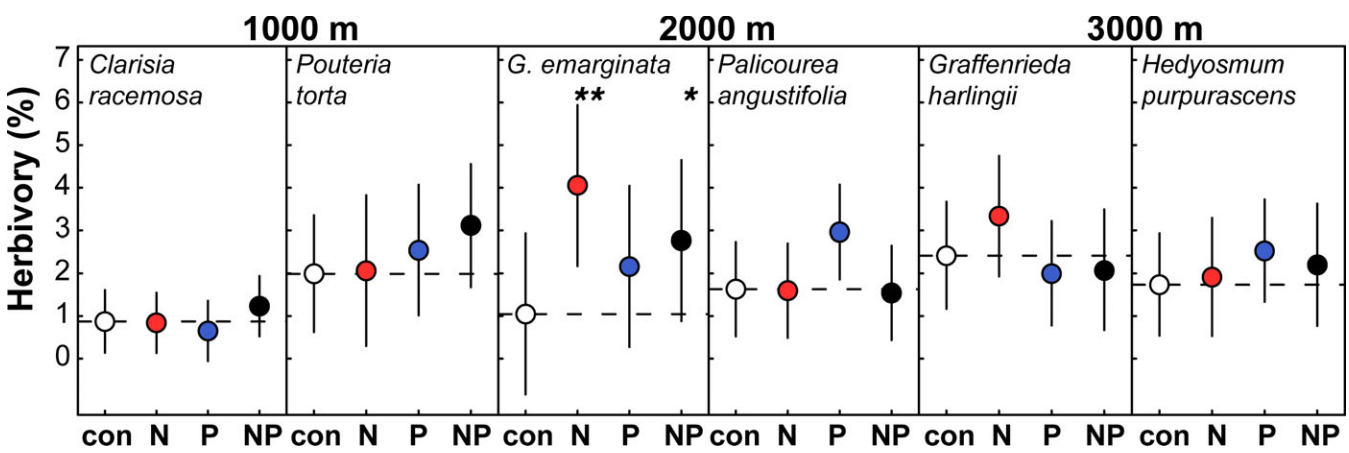 1000 m 2000 m 3000 m
Herbivory (%)
7
6
5
4
3
2
1
0
Clarisia
racemosa
Pouteria
torta
G. emarginata
** *
Palicourea
angustifolia
Graffenrieda
harlingii
Hedyosmum
purpurascens
con N P NP con N P NP con N P NP con N P NP con N P NP con N P NP